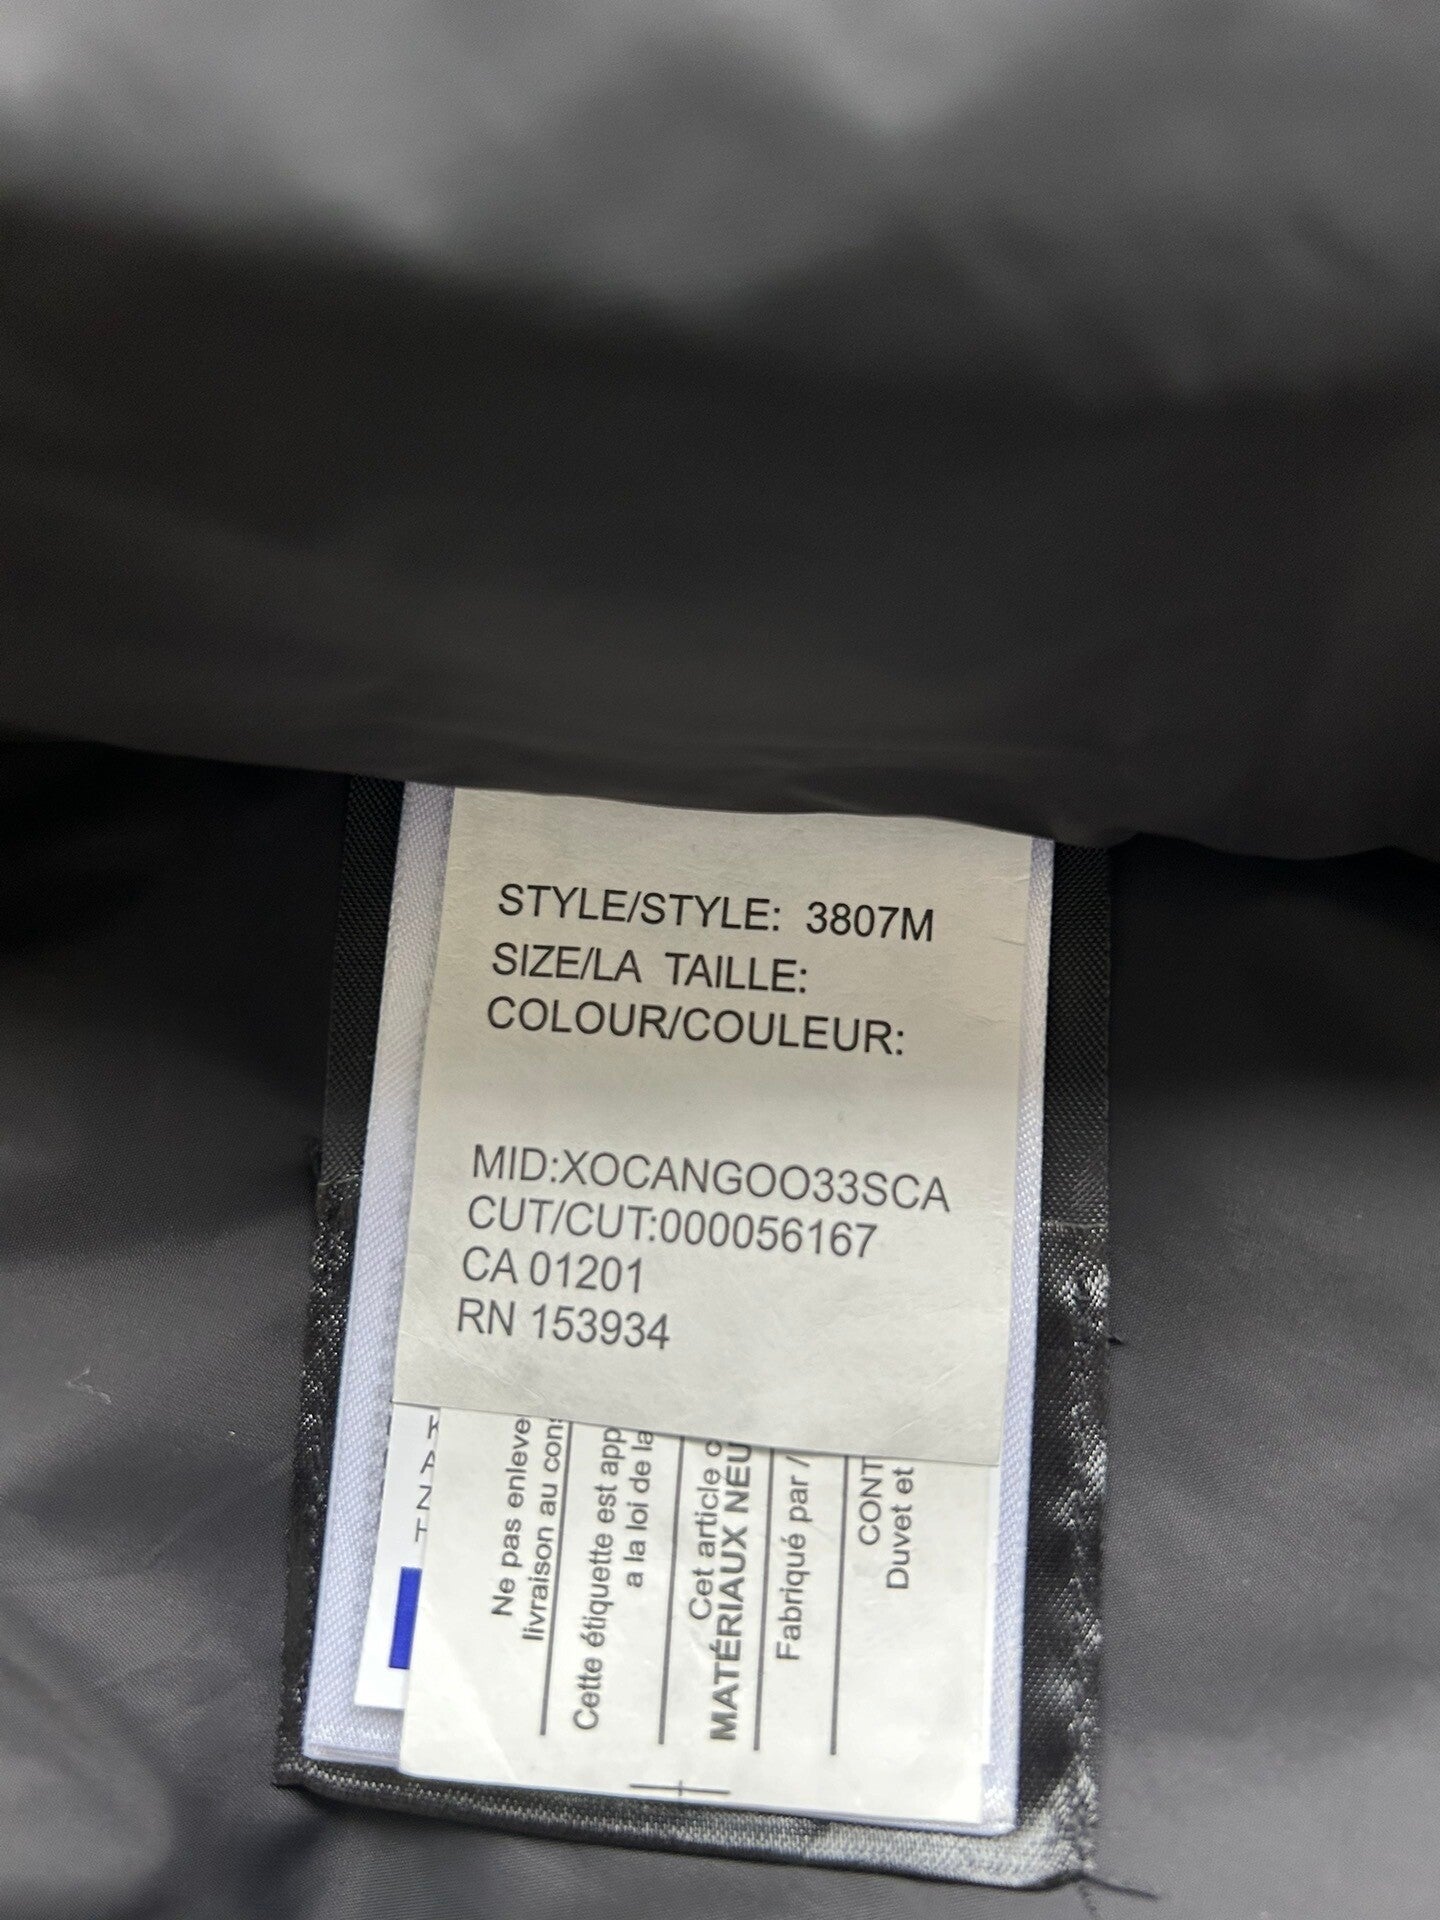 STYLE/STYLE: 3807M
SIZE/LA TAILLE:
COLOUR/COULEUR:
MID:XOCANGOO33SCA
CUT/CUT:000056167
CA 01201
RN 153934
Ne pas enleve
livraison au con
Cette étiquette est app
a la loi de la
Cet article c
MATÉRIAUX NEU
Fabriqué par /
CONT
Duvet et
K
A
Z
T